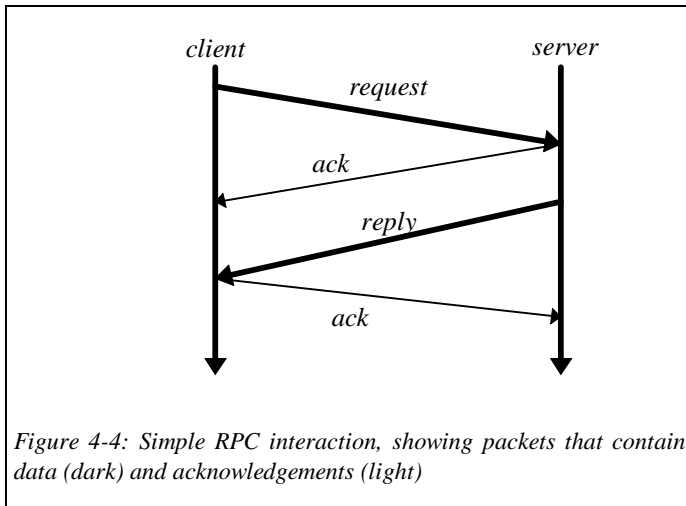 client
server
request
ack
reply
ack
Figure 4-4: Simple RPC interaction, showing packets that contain
data (dark) and acknowledgements (light)